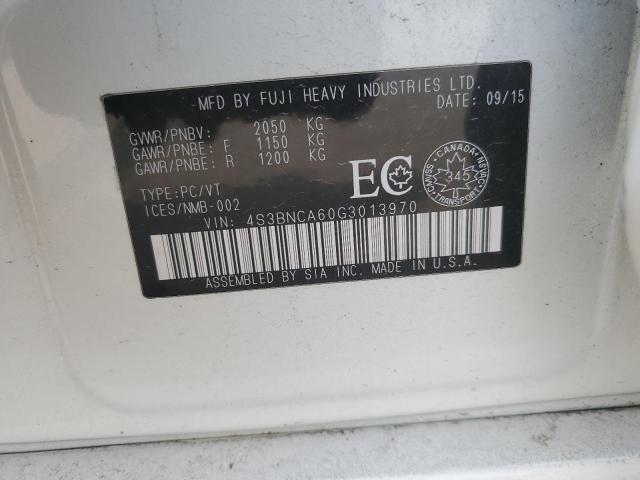 MFD BY FUJI HEAVY INDUSTRIES LTD.
DATE: 09/15
GVWR/PNBV: 2050 KG
GAWR/PNBE: F 1150 KG
GAWR/PNBE: R 1200 KG
TYPE:PC/VT
ICES/NMB-002
EC
CANADA
345
NSVAC
CMVSS
VIN: 4S3BNCA60G3013970
ASSEMBLED BY SIA INC. MADE IN U.S.A.